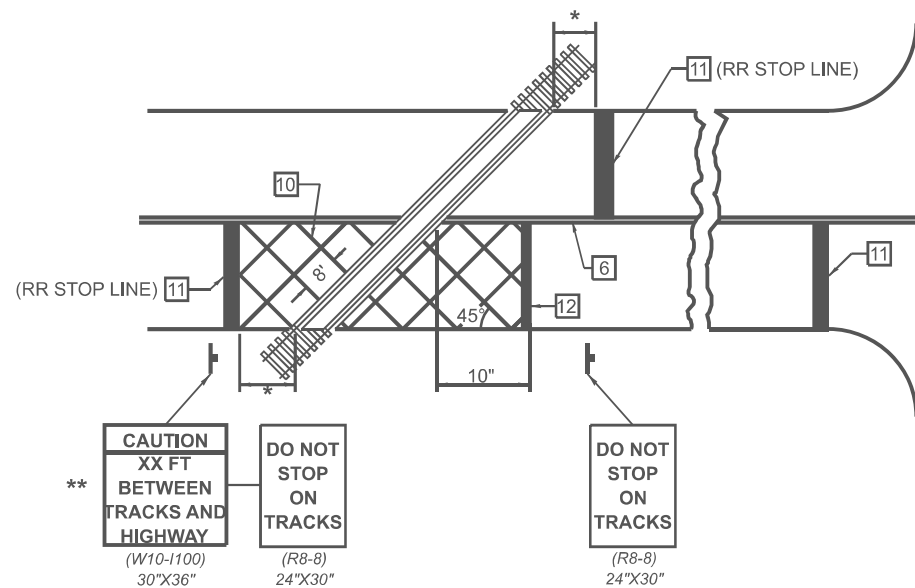 *
11 (RR STOP LINE)
10
8'
6
(RR STOP LINE) 11
11
12
45°
*
10"
**
CAUTION
XX FT
BETWEEN
TRACKS AND
HIGHWAY
(W10-I100)
30"X36"
DO NOT
STOP
ON
TRACKS
(R8-8)
24"X30"
DO NOT
STOP
ON
TRACKS
(R8-8)
24"X30"